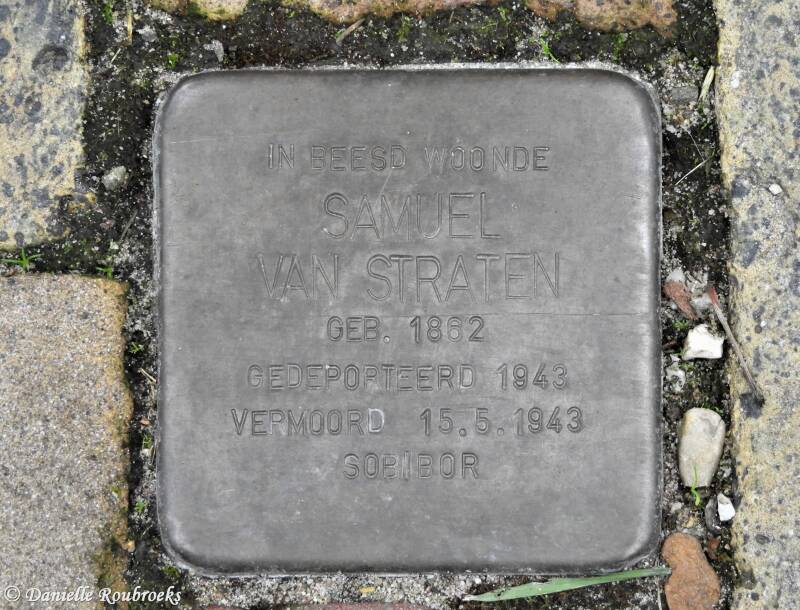 IN BEESD WOONDE
SAMUEL
VAN STRATEN
GEB. 1862
GEDEPORTEERD 1943
VERMOORD 15.5.1943
SOBIBOR
© Danielle Roubroeks